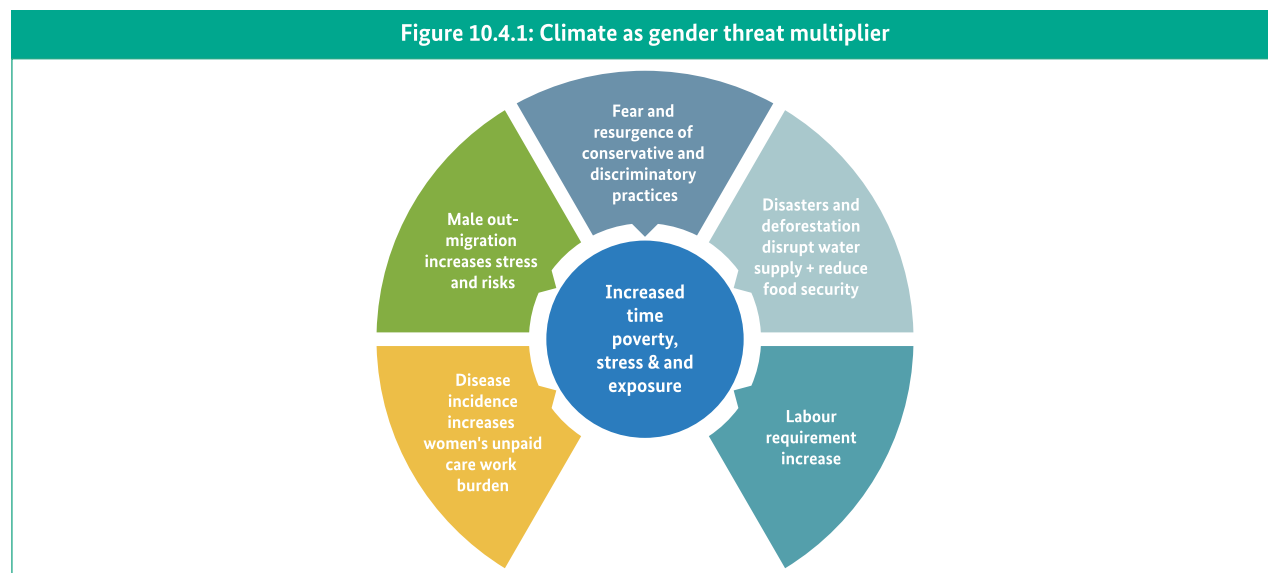 Figure 10.4.1: Climate as gender threat multiplier
Fear and
resurgence of
conservative and
discriminatory
practices
Male out-
migration
increases stress
and risks
Disasters and
deforestation
disrupt water
supply + reduce
food security
Increased
time
poverty,
stress & and
exposure
Disease
incidence
increases
women's unpaid
care work
burden
Labour
requirement
increase